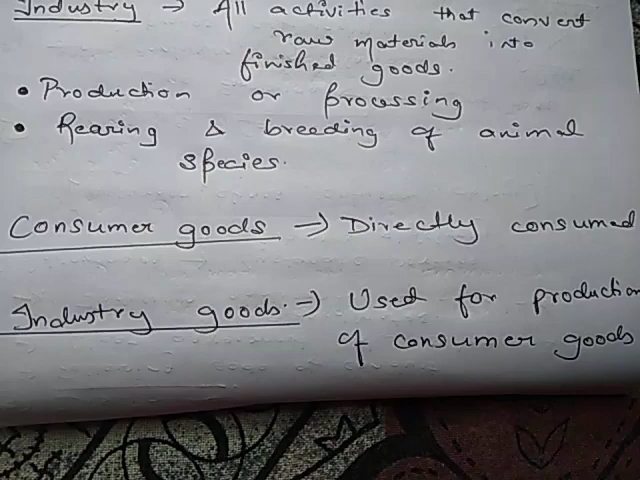 Industry → All activities that convert
raw materials into
finished goods.
• Production or processing
• Rearing & breeding of animal
species.
Consumer goods → Directly consumed
Industry goods. → Used for production
of consumer goods